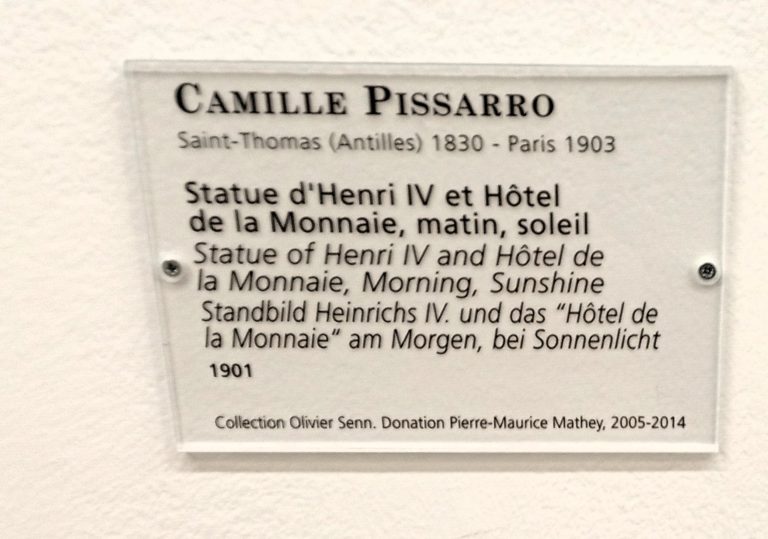 CAMILLE PISSARRO
Saint-Thomas (Antilles) 1830 - Paris 1903
Statue d'Henri IV et Hôtel
de la Monnaie, matin, soleil
Statue of Henri IV and Hôtel de
la Monnaie, Morning, Sunshine
Standbild Heinrichs IV. und das “Hôtel de
la Monnaie“ am Morgen, bei Sonnenlicht
1901
Collection Olivier Senn. Donation Pierre-Maurice Mathey, 2005-2014